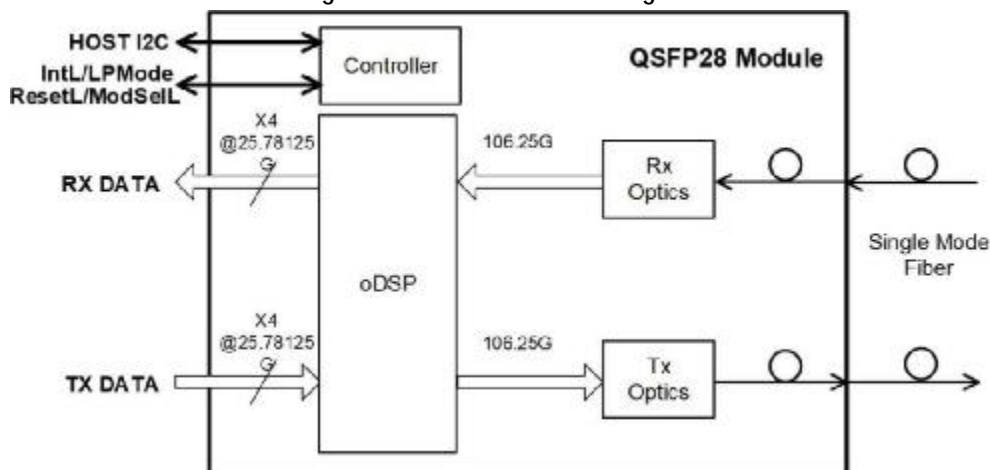 HOST I2C
IntL/LPMode
ResetL/ModSelL
Controller
QSFP28 Module
X4
@25.78125
G
106.25G
RX DATA
Rx
Optics
Single Mode
Fiber
oDSP
X4
@25.78125
G
106.25G
TX DATA
Tx
Optics